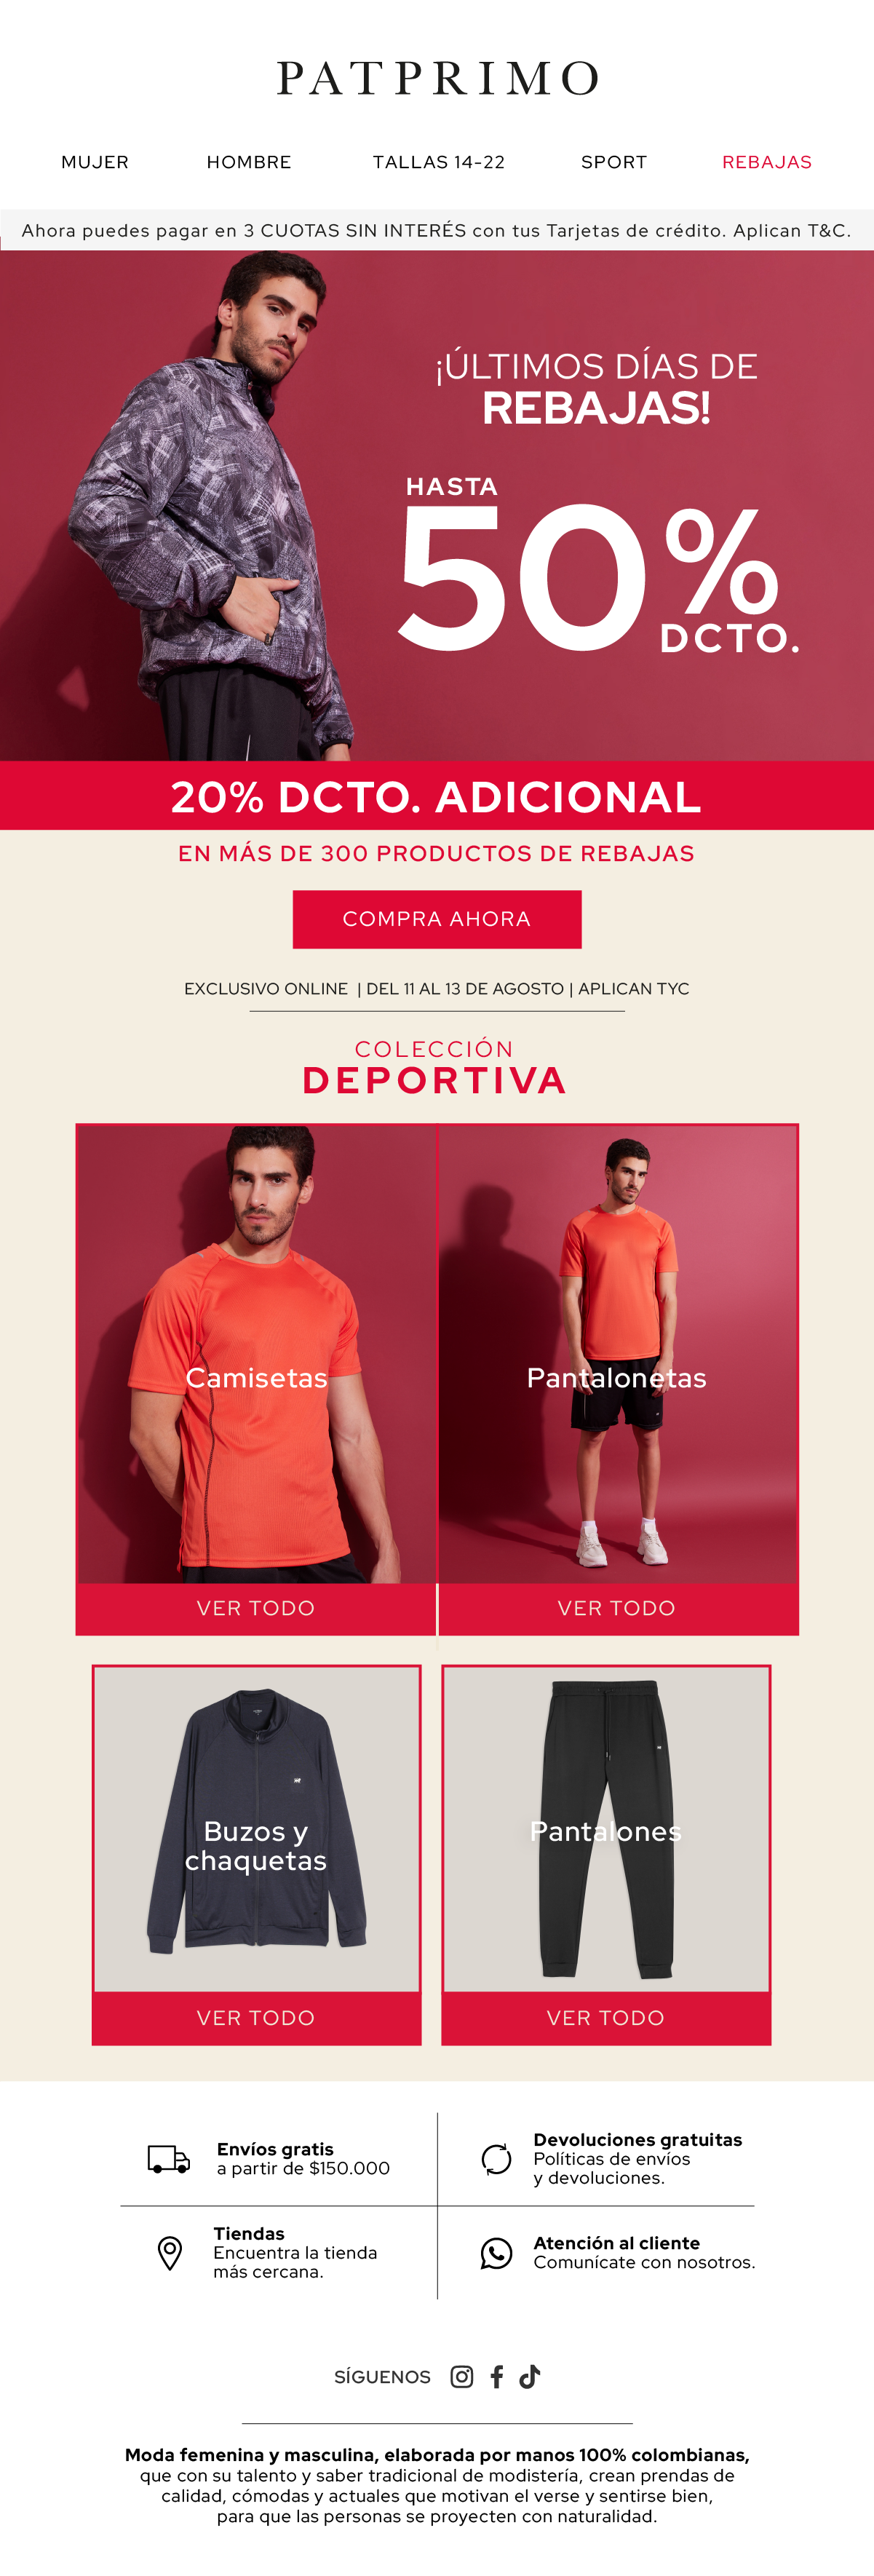 PATPRIMO
MUJER HOMBRE TALLAS 14-22 SPORT REBAJAS
Ahora puedes pagar en 3 CUOTAS SIN INTERÉS con tus Tarjetas de crédito. Aplican T&C.
¡ÚLTIMOS DÍAS DE
REBAJAS!
HASTA
50%
DCTO.
20% DCTO. ADICIONAL
EN MÁS DE 300 PRODUCTOS DE REBAJAS
COMPRA AHORA
EXCLUSIVO ONLINE | DEL 11 AL 13 DE AGOSTO | APLICAN TYC
COLECCIÓN
DEPORTIVA
Camisetas
VER TODO
Pantalonetas
VER TODO
Buzos y
chaquetas
VER TODO
Pantalones
VER TODO
Envíos gratis
a partir de $150.000
Devoluciones gratuitas
Políticas de envíos
y devoluciones.
Tiendas
Encuentra la tienda
más cercana.
Atención al cliente
Comunícate con nosotros.
SÍGUENOS
Moda femenina y masculina, elaborada por manos 100% colombianas,
que con su talento y saber tradicional de modistería, crean prendas de
calidad, cómodas y actuales que motivan el verse y sentirse bien,
para que las personas se proyecten con naturalidad.